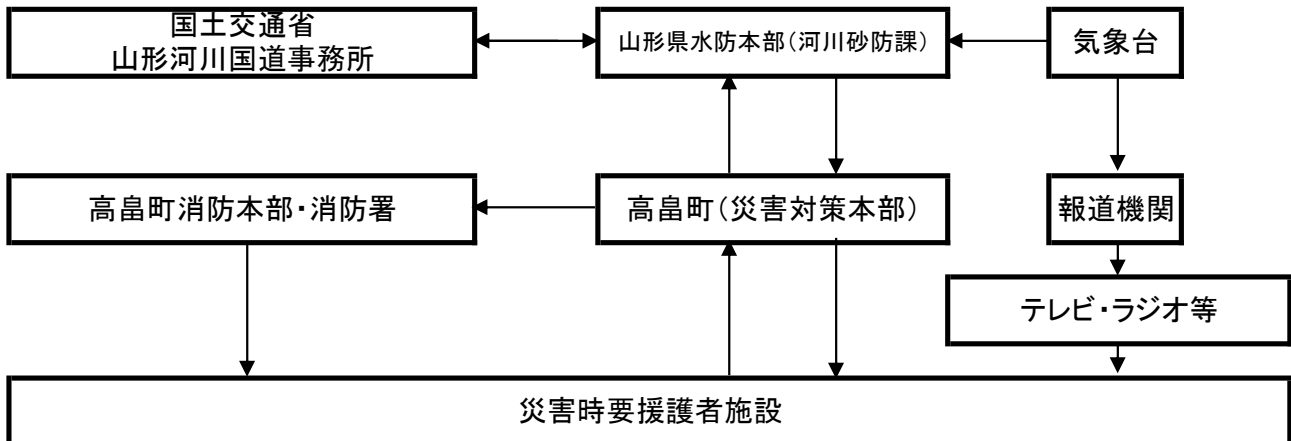 国土交通省
山形河川国道事務所
山形県水防本部(河川砂防課)
気象台
高畠町消防本部・消防署
高畠町(災害対策本部)
報道機関
テレビ・ラジオ等
災害時要援護者施設